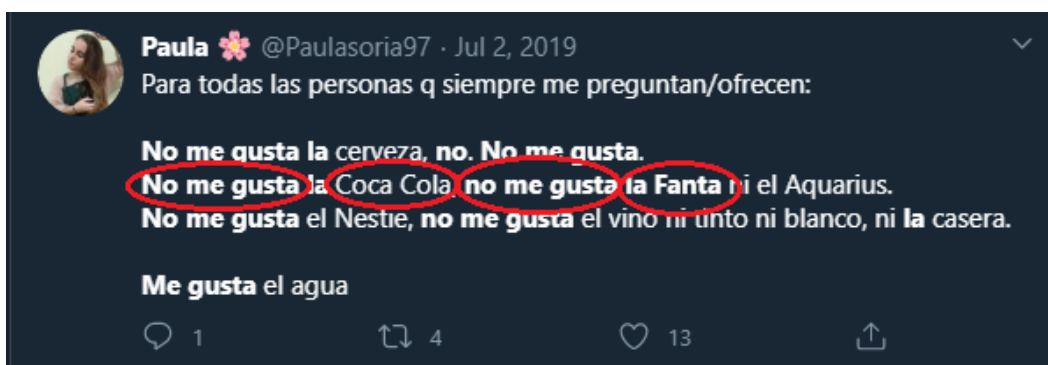 Paula 🌸 @Paulasoria97 · Jul 2, 2019
Para todas las personas q siempre me preguntan/ofrecen:
No me gusta la cerveza, no. No me gusta.
No me gusta la Coca Cola, no me gusta la Fanta ni el Aquarius.
No me gusta el Nestie, no me gusta el vino ni tinto ni blanco, ni la casera.
Me gusta el agua
1 4 13